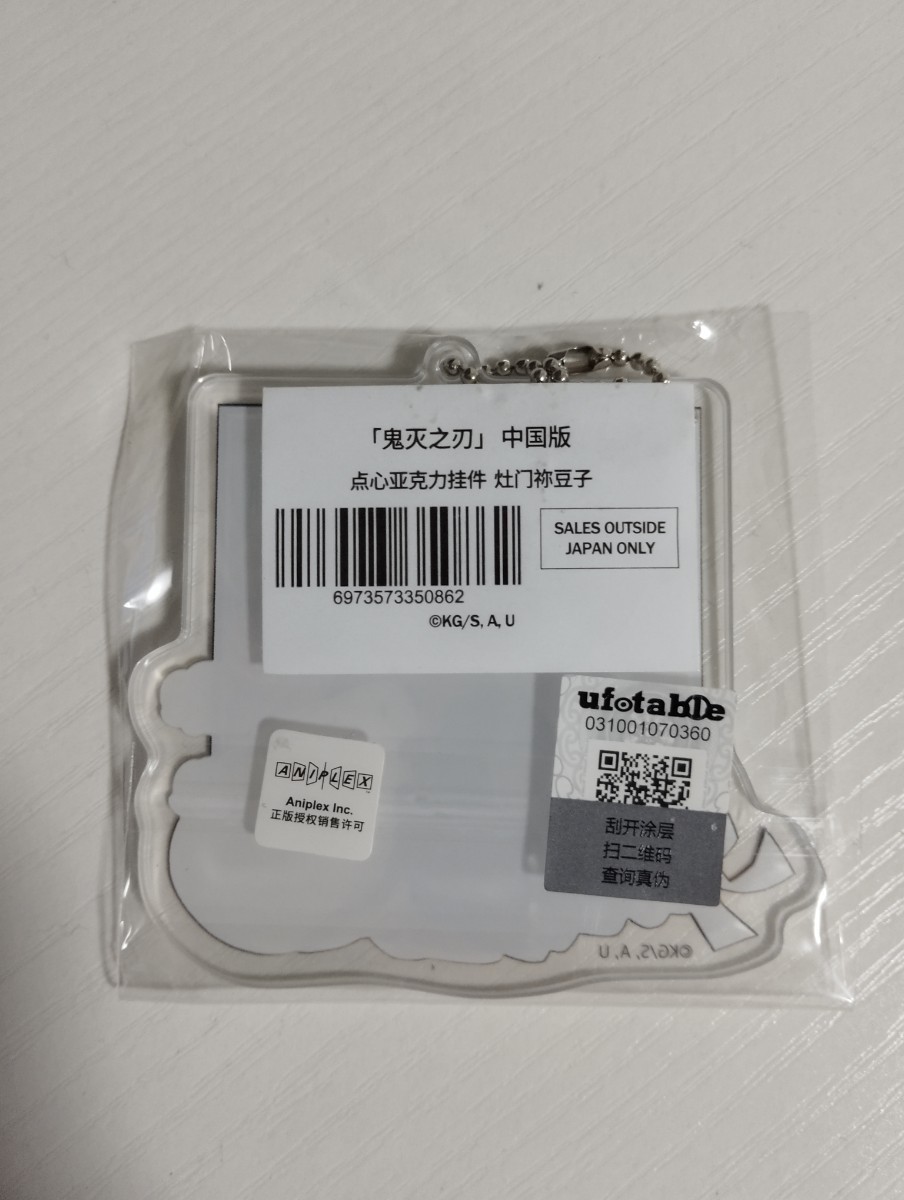 「鬼灭之刃」 中国版
点心亚克力挂件 灶门祢豆子
SALES OUTSIDE
JAPAN ONLY
6973573350862
©KG/S, A, U
ufotable
031001070360
刮开涂层
扫二维码
查询真伪
ANIPLEX
Aniplex Inc.
正版授权销售许可
©KG/S, A, U